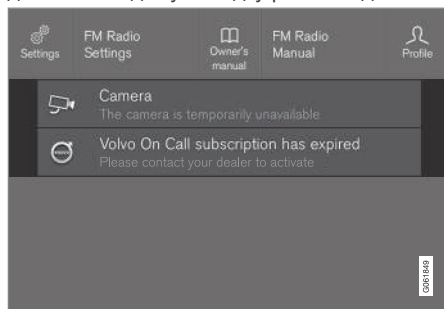 Settings
FM Radio
Settings
Owner's
manual
FM Radio
Manual
Profile
Camera
The camera is temporarily unavailable
Volvo On Call subscription has expired
Please contact your dealer to activate
G061849